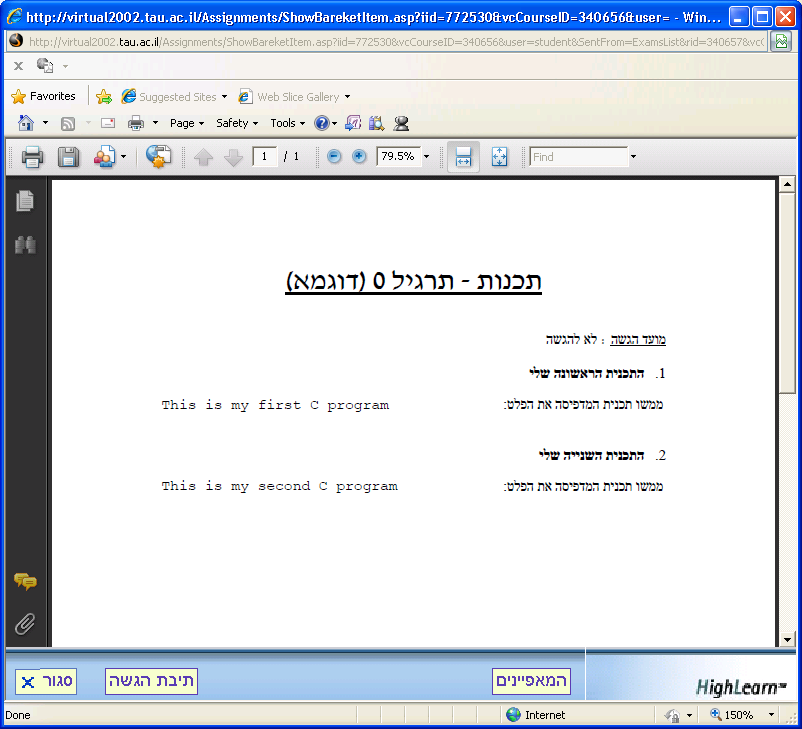 http://virtual2002.tau.ac.il/Assignments/ShowBareketItem.asp?iid=772530&vcCourseID=340656&user= - Win...
http://virtual2002.tau.ac.il/Assignments/ShowBareketItem.asp?iid=772530&vcCourseID=340656&user=student&SentFrom=ExamsList&rid=340657&vcC
Favorites Suggested Sites Web Slice Gallery
Page Safety Tools
1 / 1 79.5% Find
תכנות - תרגיל 0 (דוגמא)
מועד הגשה : לא להגשה
1. התכנית הראשונה שלי
ממשו תכנית המדפיסה את הפלט: This is my first C program
2. התכנית השנייה שלי
ממשו תכנית המדפיסה את הפלט: This is my second C program
המאפיינים תיבת הגשה סגור
HighLearn™
Done Internet 150%